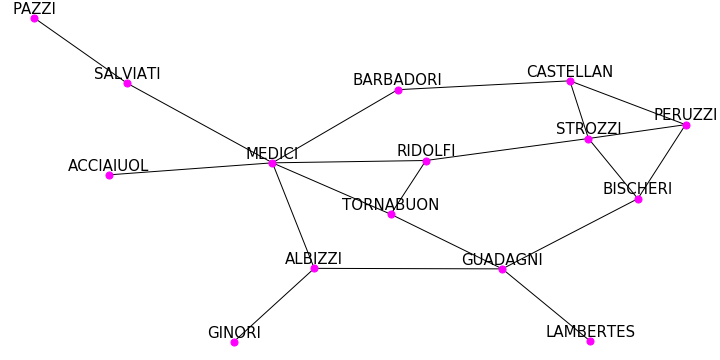 PAZZI
SALVIATI
BARBADORI
CASTELLAN
PERUZZI
STROZZI
MEDICI
RIDOLFI
ACCIAIUOL
BISCHERI
TORNABUON
ALBIZZI
GUADAGNI
GINORI
LAMBERTES